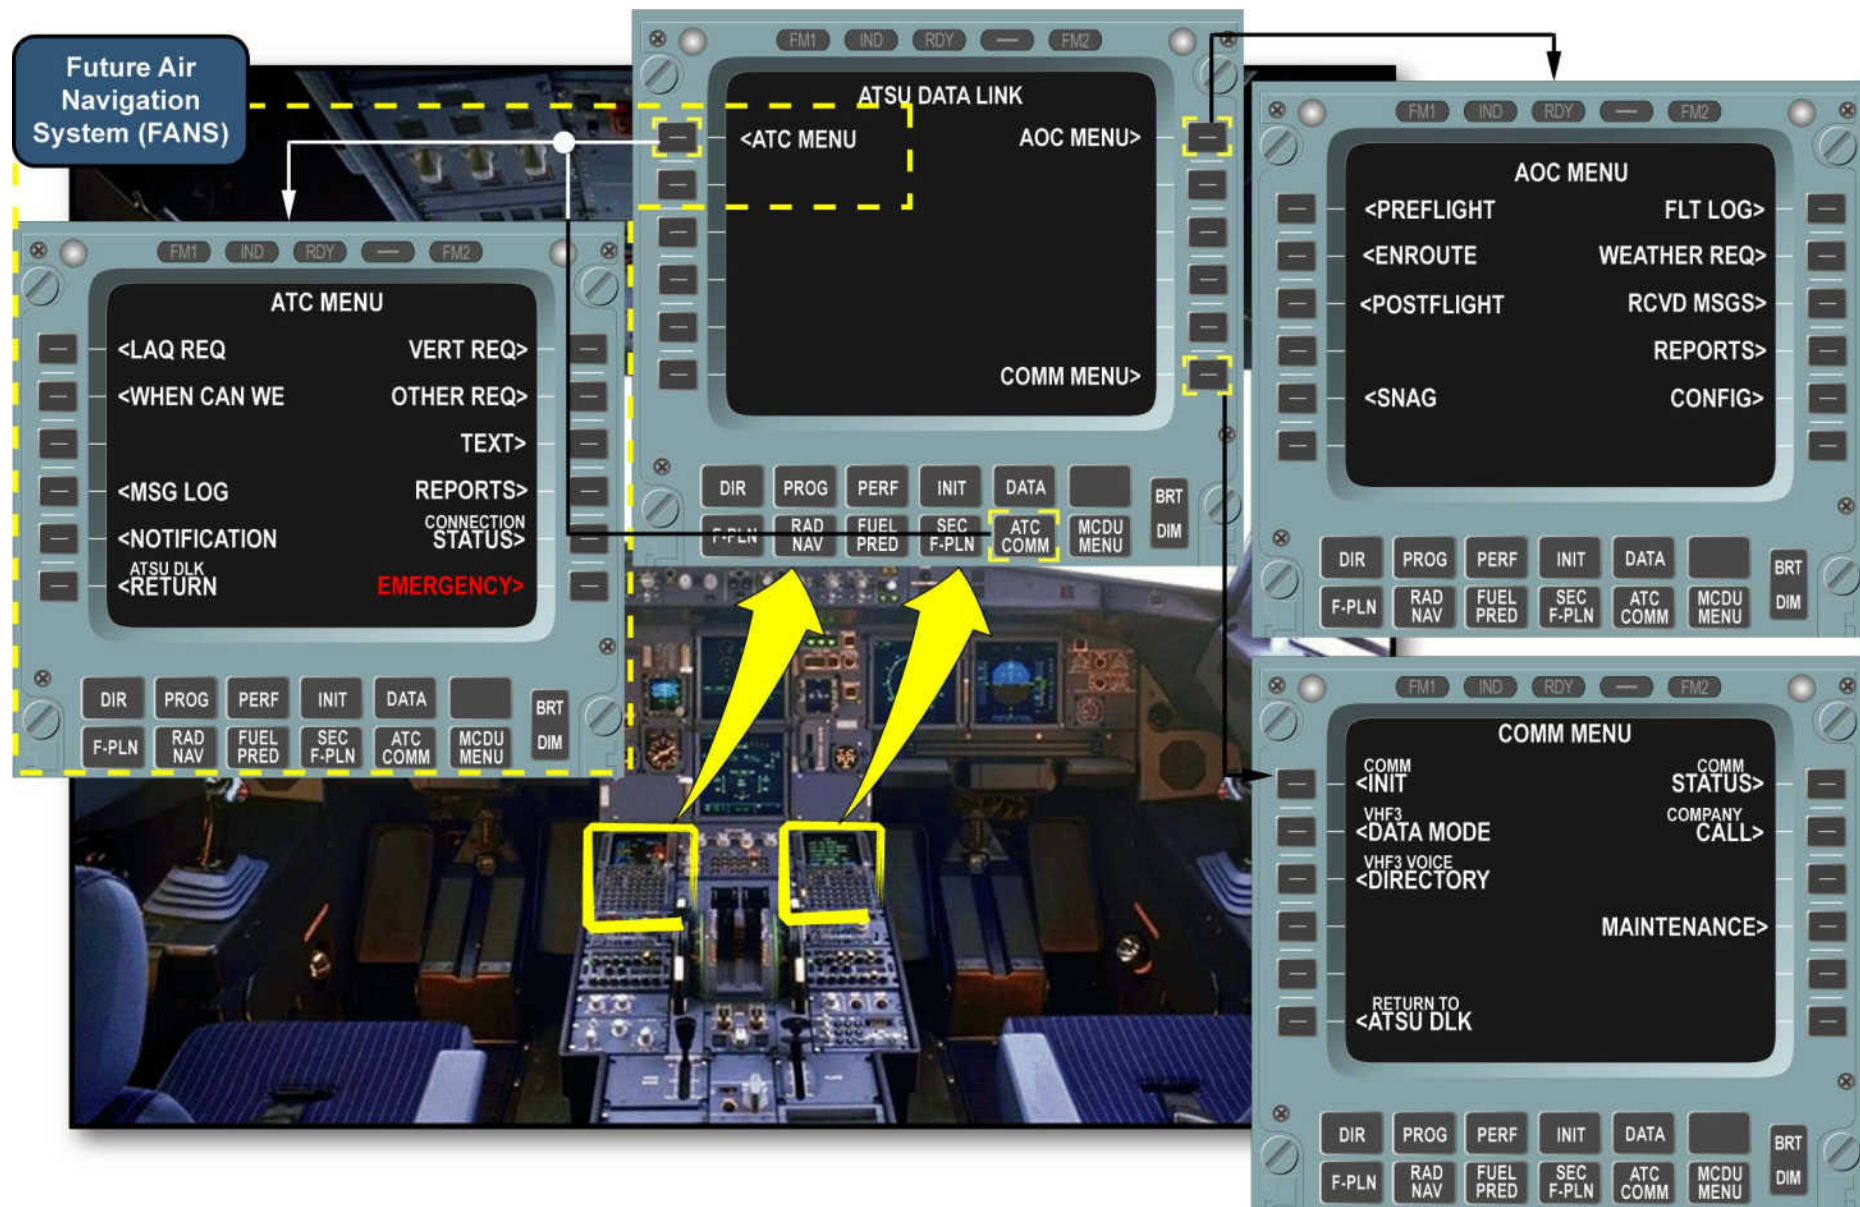 Future Air
Navigation
System (FANS)
FM1 IND RDY FM2
ATSU DATA LINK
<ATC MENU AOC MENU>
COMM MENU>
DIR PROG PERF INIT DATA
BRT
F-PLN RAD NAV FUEL PRED SEC F-PLN ATC COMM MCDU MENU
DIM
FM1 IND RDY FM2
ATC MENU
<LAQ REQ VERT REQ>
<WHEN CAN WE OTHER REQ>
TEXT>
<MSG LOG REPORTS>
CONNECTION
<NOTIFICATION STATUS>
ATSU DLK
<RETURN EMERGENCY>
DIR PROG PERF INIT DATA
BRT
F-PLN RAD NAV FUEL PRED SEC F-PLN ATC COMM MCDU MENU
DIM
FM1 IND RDY FM2
AOC MENU
<PREFLIGHT FLT LOG>
<ENROUTE WEATHER REQ>
<POSTFLIGHT RCVD MSGS>
REPORTS>
<SNAG CONFIG>
DIR PROG PERF INIT DATA
BRT
F-PLN RAD NAV FUEL PRED SEC F-PLN ATC COMM MCDU MENU
DIM
FM1 IND RDY FM2
COMM MENU
COMM COMM
<INIT STATUS>
VHF3 COMPANY
<DATA MODE CALL>
VHF3 VOICE
<DIRECTORY
MAINTENANCE>
RETURN TO
<ATSU DLK
DIR PROG PERF INIT DATA
BRT
F-PLN RAD NAV FUEL PRED SEC F-PLN ATC COMM MCDU MENU
DIM